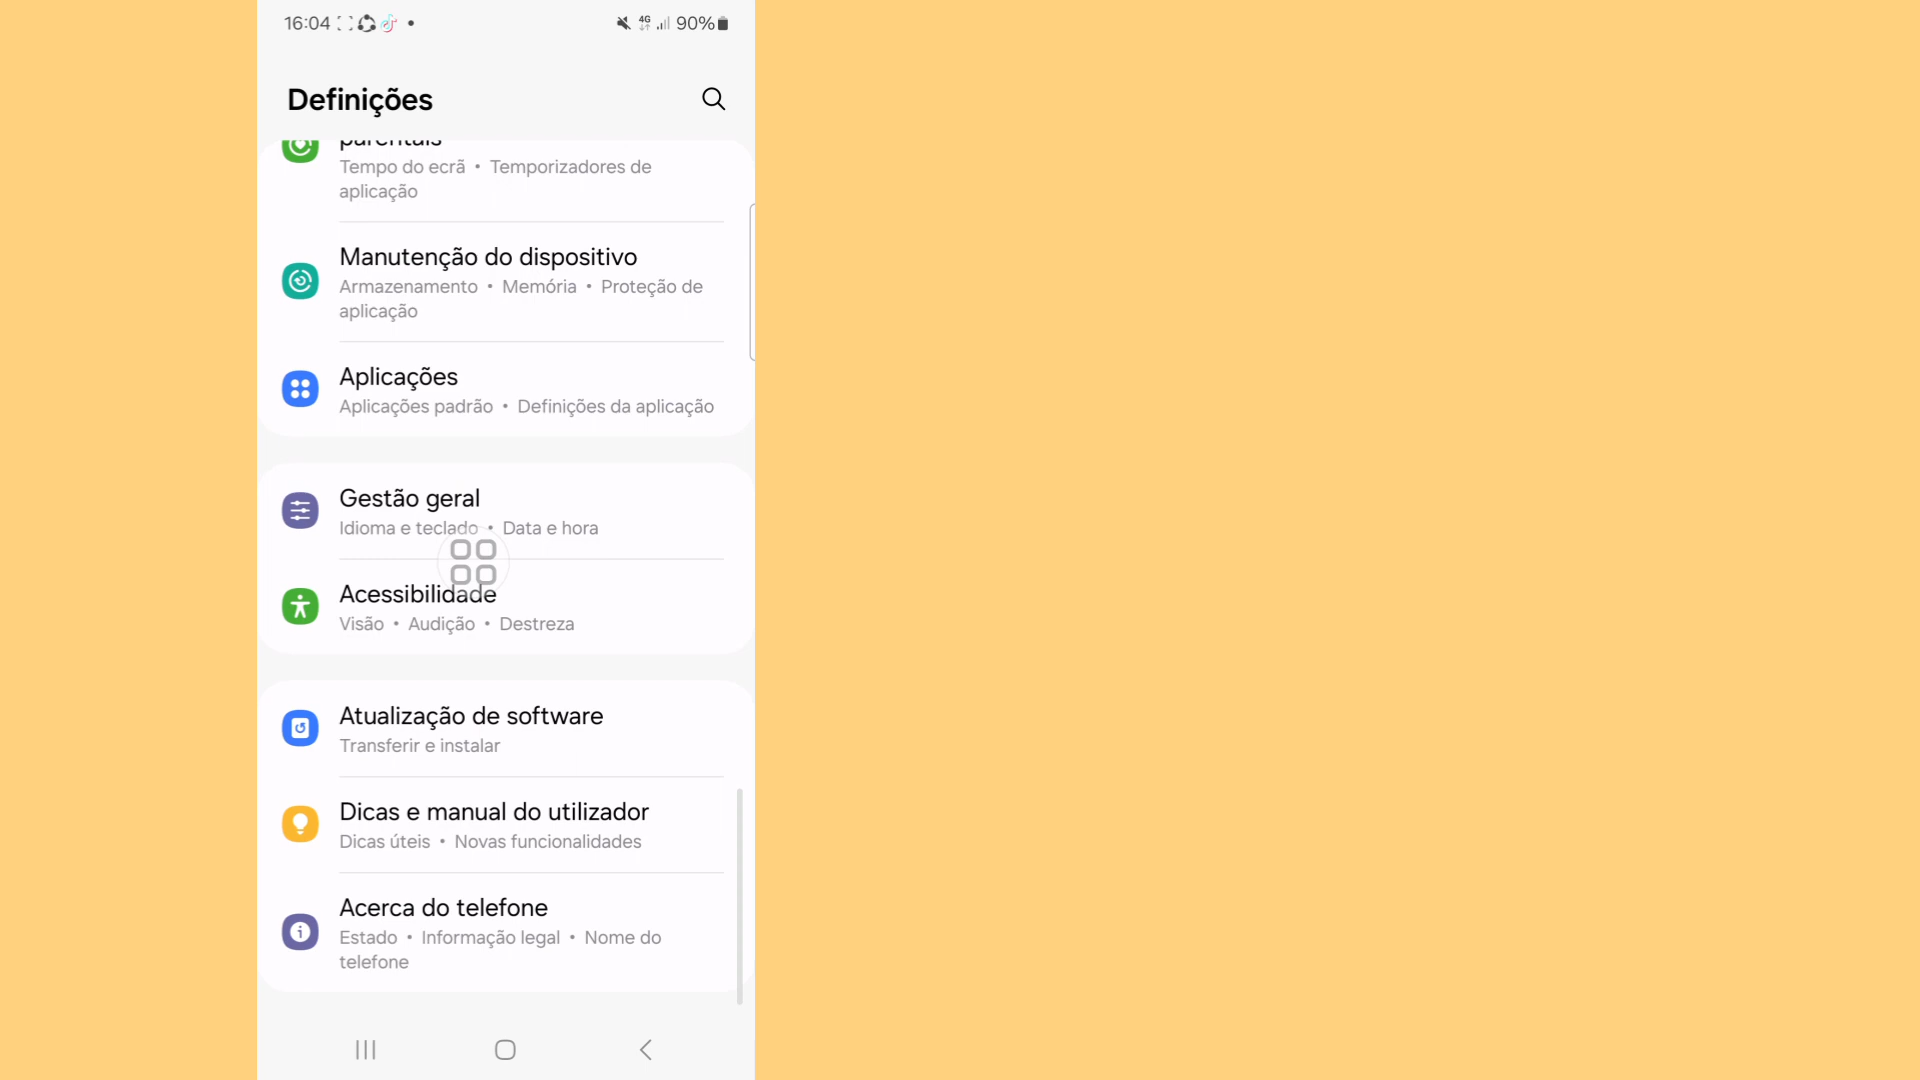 16:04
4G
90%
Definições
parentais
Tempo do ecrã • Temporizadores de
aplicação
Manutenção do dispositivo
Armazenamento • Memória • Proteção de
aplicação
Aplicações
Aplicações padrão • Definições da aplicação
Gestão geral
Idioma e teclado • Data e hora
Acessibilidade
Visão • Audição • Destreza
Atualização de software
Transferir e instalar
Dicas e manual do utilizador
Dicas úteis • Novas funcionalidades
Acerca do telefone
Estado • Informação legal • Nome do
telefone